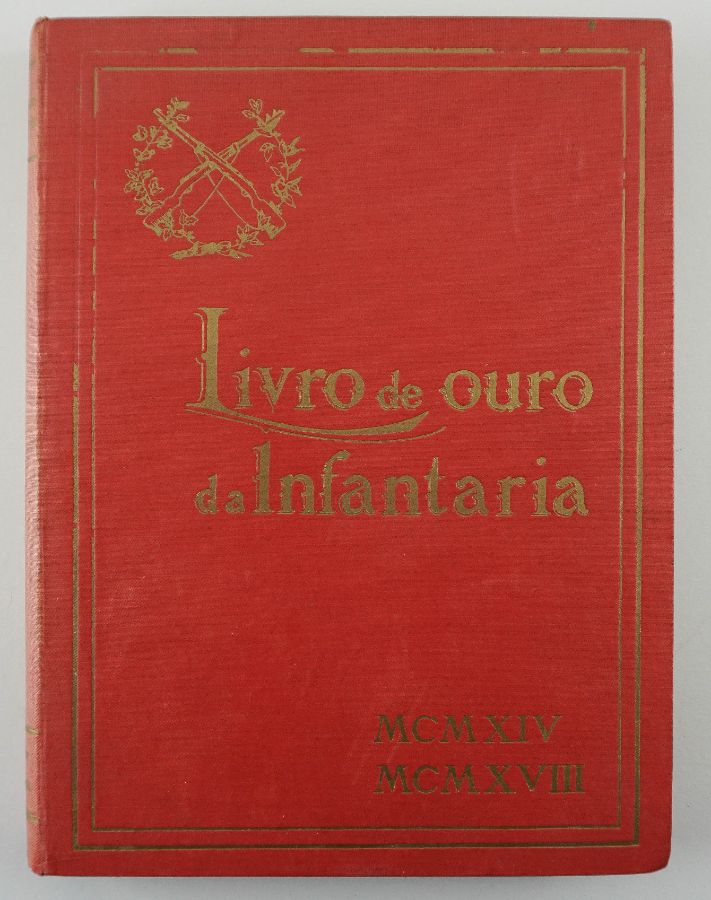 Livro de ouro
da Infantaria
MCMXIV
MCMXVIII